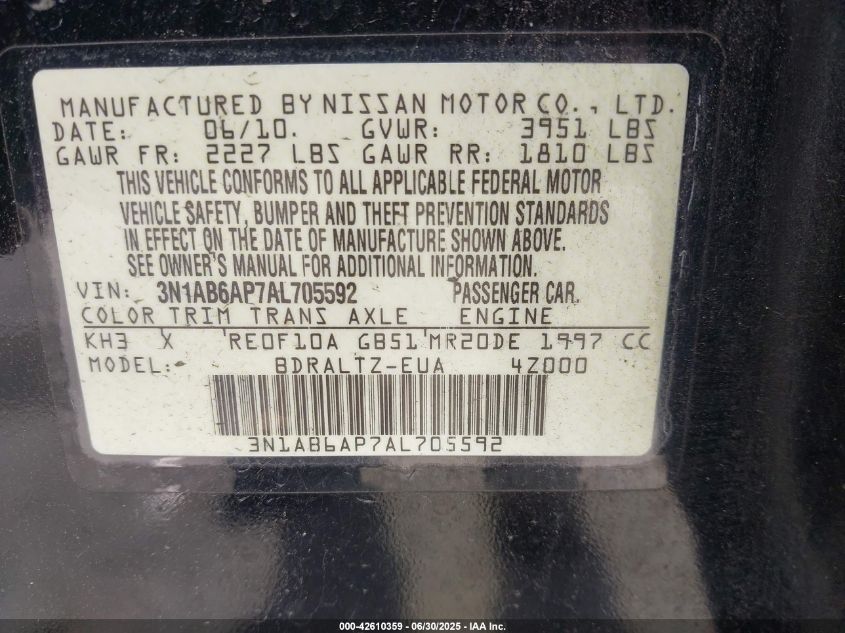 MANUFACTURED BY NISSAN MOTOR CO., LTD.
DATE: 06/10. GVWR: 3951 LBS
GAWR FR: 2227 LBS GAWR RR: 1810 LBS
THIS VEHICLE CONFORMS TO ALL APPLICABLE FEDERAL MOTOR
VEHICLE SAFETY, BUMPER AND THEFT PREVENTION STANDARDS
IN EFFECT ON THE DATE OF MANUFACTURE SHOWN ABOVE.
SEE OWNER'S MANUAL FOR ADDITIONAL INFORMATION.
VIN: 3N1AB6AP7AL705592 PASSENGER CAR.
COLOR TRIM TRANS AXLE ENGINE
KH3 X RE0F10A GB51 MR20DE 1997 CC
MODEL: BDRALTZ-EUA 4Z000
3N1AB6AP7AL705592
000-42610359 - 06/30/2025 - IAA Inc.